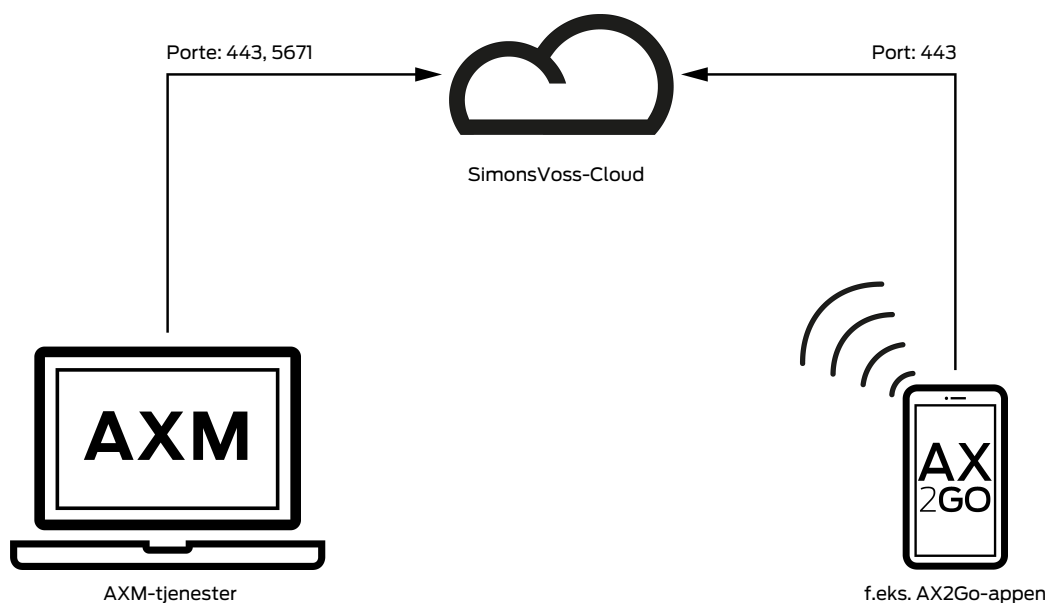 Porte: 443, 5671
Port: 443
SimonsVoss-Cloud
AXM
AX
2GO
AXM-tjenester
f.eks. AX2Go-appen